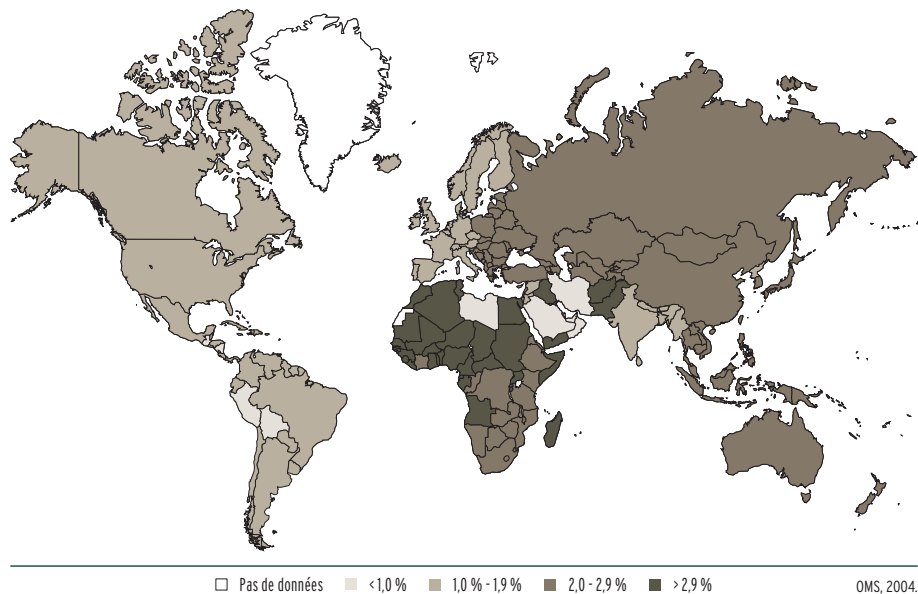 Pas de données <1,0 % 1,0 % - 1,9 % 2,0 - 2,9 % > 2,9 % OMS, 2004.